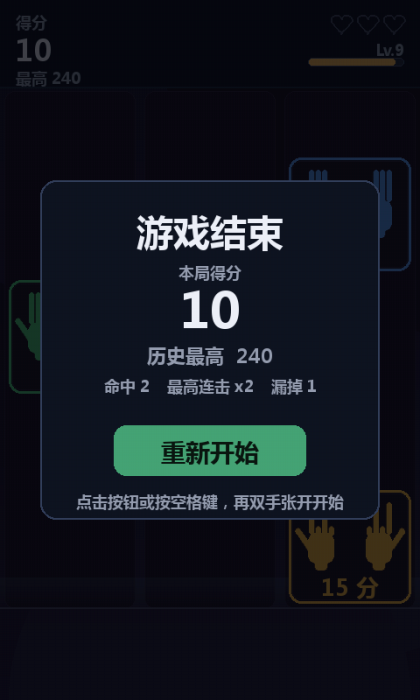 得分
10
最高 240
Lv.9
游戏结束
本局得分
10
历史最高 240
命中 2 最高连击 x2 漏掉 1
重新开始
点击按钮或按空格键，再双手张开开始
15 分